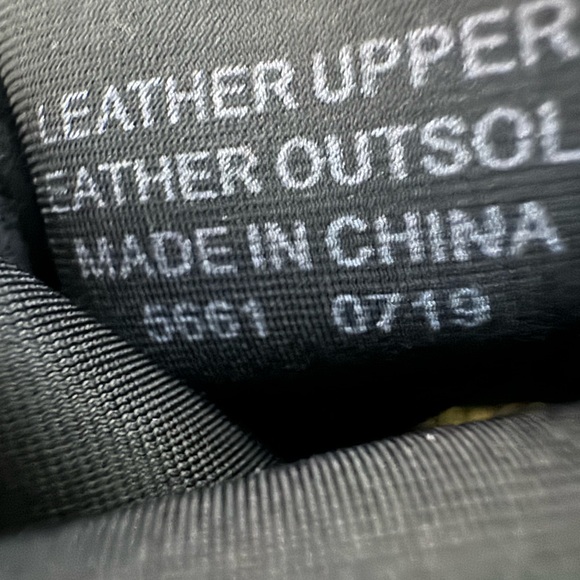 LEATHER UPPER
EATHER OUTSOL
MADE IN CHINA
5661 0719